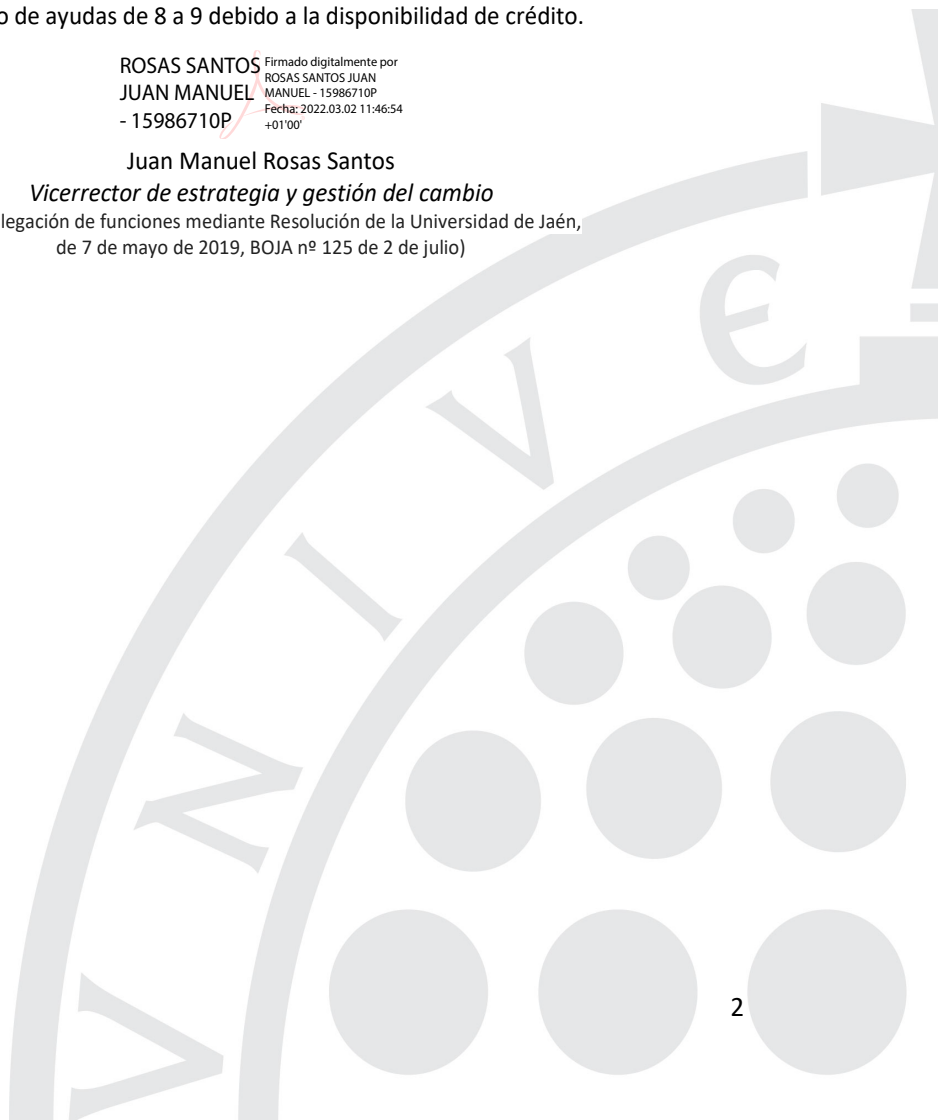 o de ayudas de 8 a 9 debido a la disponibilidad de crédito.
ROSAS SANTOS
JUAN MANUEL
- 15986710P
Firmado digitalmente por
ROSAS SANTOS JUAN
MANUEL - 15986710P
Fecha: 2022.03.02 11:46:54
+01'00'
Juan Manuel Rosas Santos
Vicerrector de estrategia y gestión del cambio
legación de funciones mediante Resolución de la Universidad de Jaén,
de 7 de mayo de 2019, BOJA nº 125 de 2 de julio)
V N I V E
2